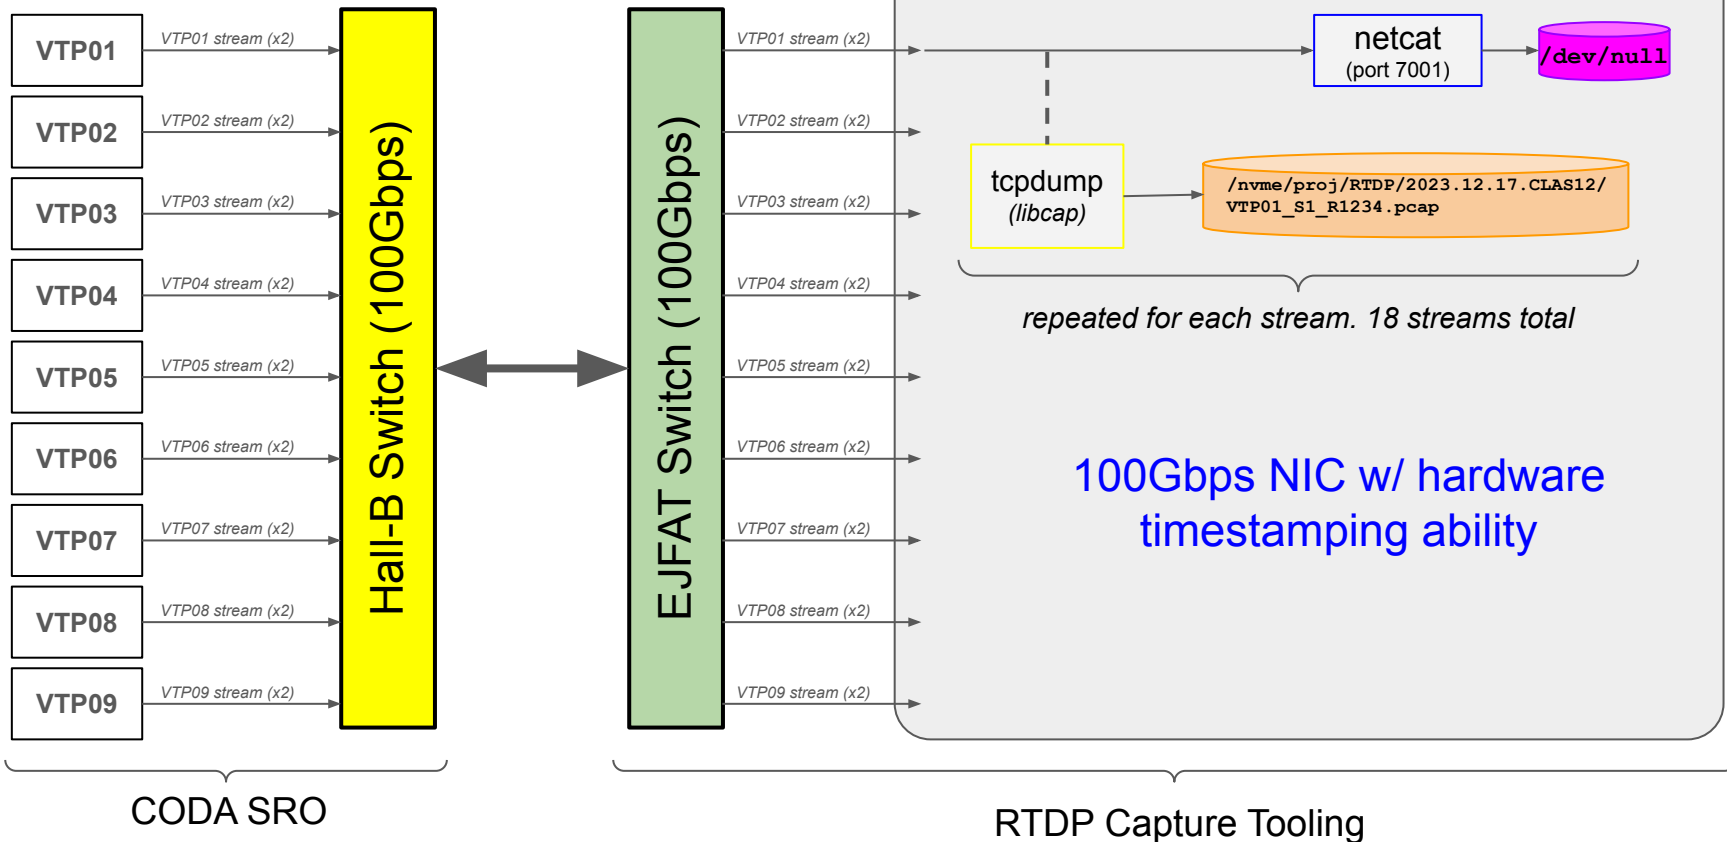 VTP01
VTP02
VTP03
VTP04
VTP05
VTP06
VTP07
VTP08
VTP09
VTP01 stream (x2)
VTP02 stream (x2)
VTP03 stream (x2)
VTP04 stream (x2)
VTP05 stream (x2)
VTP06 stream (x2)
VTP07 stream (x2)
VTP08 stream (x2)
VTP09 stream (x2)
Hall-B Switch (100Gbps)
EJFAT Switch (100Gbps)
VTP01 stream (x2)
VTP02 stream (x2)
VTP03 stream (x2)
VTP04 stream (x2)
VTP05 stream (x2)
VTP06 stream (x2)
VTP07 stream (x2)
VTP08 stream (x2)
VTP09 stream (x2)
netcat
(port 7001)
/dev/null
tcpdump
(libcap)
/nvme/proj/RTDP/2023.12.17.CLAS12/
VTP01_S1_R1234.pcap
repeated for each stream. 18 streams total
100Gbps NIC w/ hardware
timestamping ability
CODA SRO
RTDP Capture Tooling